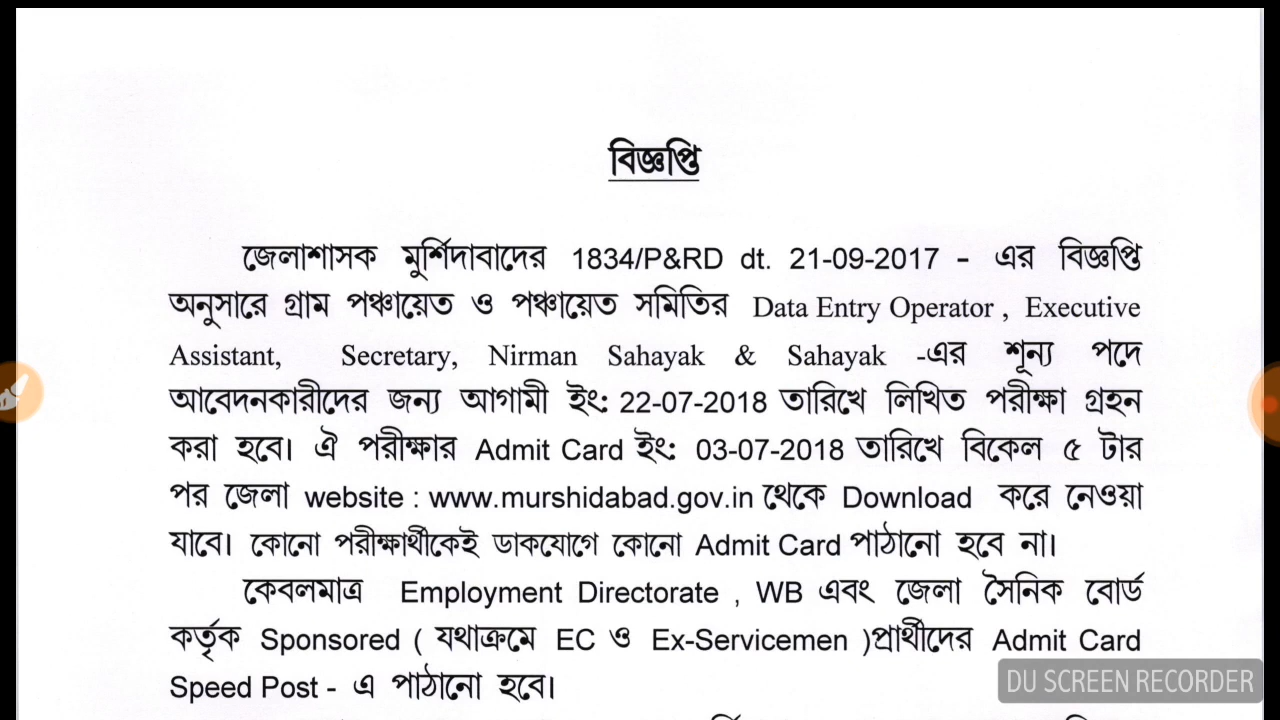 বিজ্ঞপ্তি
জেলাশাসক মুর্শিদাবাদের 1834/P&RD dt. 21-09-2017 - এর বিজ্ঞপ্তি
অনুসারে গ্রাম পঞ্চায়েত ও পঞ্চায়েত সমিতির Data Entry Operator , Executive
Assistant, Secretary, Nirman Sahayak & Sahayak -এর শূন্য পদে
আবেদনকারীদের জন্য আগামী ইং: 22-07-2018 তারিখে লিখিত পরীক্ষা গ্রহন
করা হবে। ঐ পরীক্ষার Admit Card ইং: 03-07-2018 তারিখে বিকেল ৫ টার
পর জেলা website : www.murshidabad.gov.in থেকে Download করে নেওয়া
যাবে। কোনো পরীক্ষার্থীকেই ডাকযোগে কোনো Admit Card পাঠানো হবে না।
কেবলমাত্র Employment Directorate , WB এবং জেলা সৈনিক বোর্ড
কর্তৃক Sponsored ( যথাক্রমে EC ও Ex-Servicemen )প্রার্থীদের Admit Card
Speed Post - এ পাঠানো হবে।
DU SCREEN RECORDER